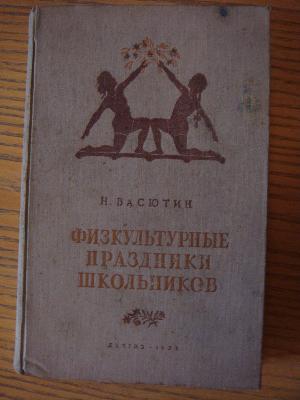 Н. ВАСЮТИН
ФИЗКУЛЬТУРНЫЕ
ПРАЗДНИКИ
ШКОЛЬНИКОВ
ДЕТГИЗ